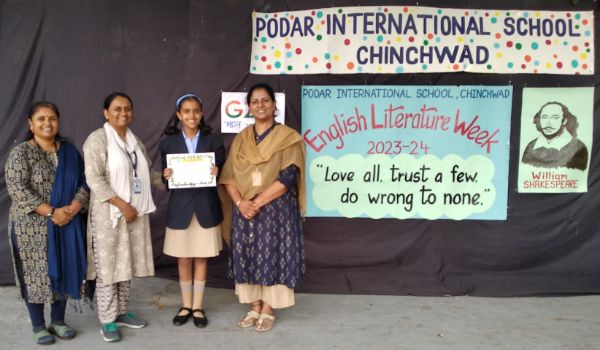 PODAR INTERNATIONAL SCHOOL
CHINCHWAD
PODAR INTERNATIONAL SCHOOL, CHINCHWAD
English Literature Week
2023-24
"Love all, trust a few,
do wrong to none."
William
SHAKESPEARE